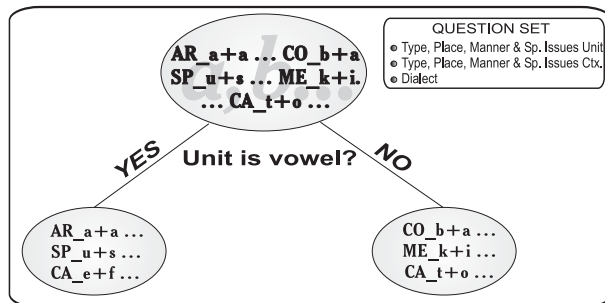 AR_a+a ... CO_b+a
SP_u+s ... ME_k+i.
... CA_t+o ...
a,b...
QUESTION SET
Type, Place, Manner & Sp. Issues Unit
Type, Place, Manner & Sp. Issues Ctx.
Dialect
YES
Unit is vowel?
NO
AR_a+a ...
SP_u+s ...
CA_e+f ...
CO_b+a ...
ME_k+i ...
CA_t+o ...